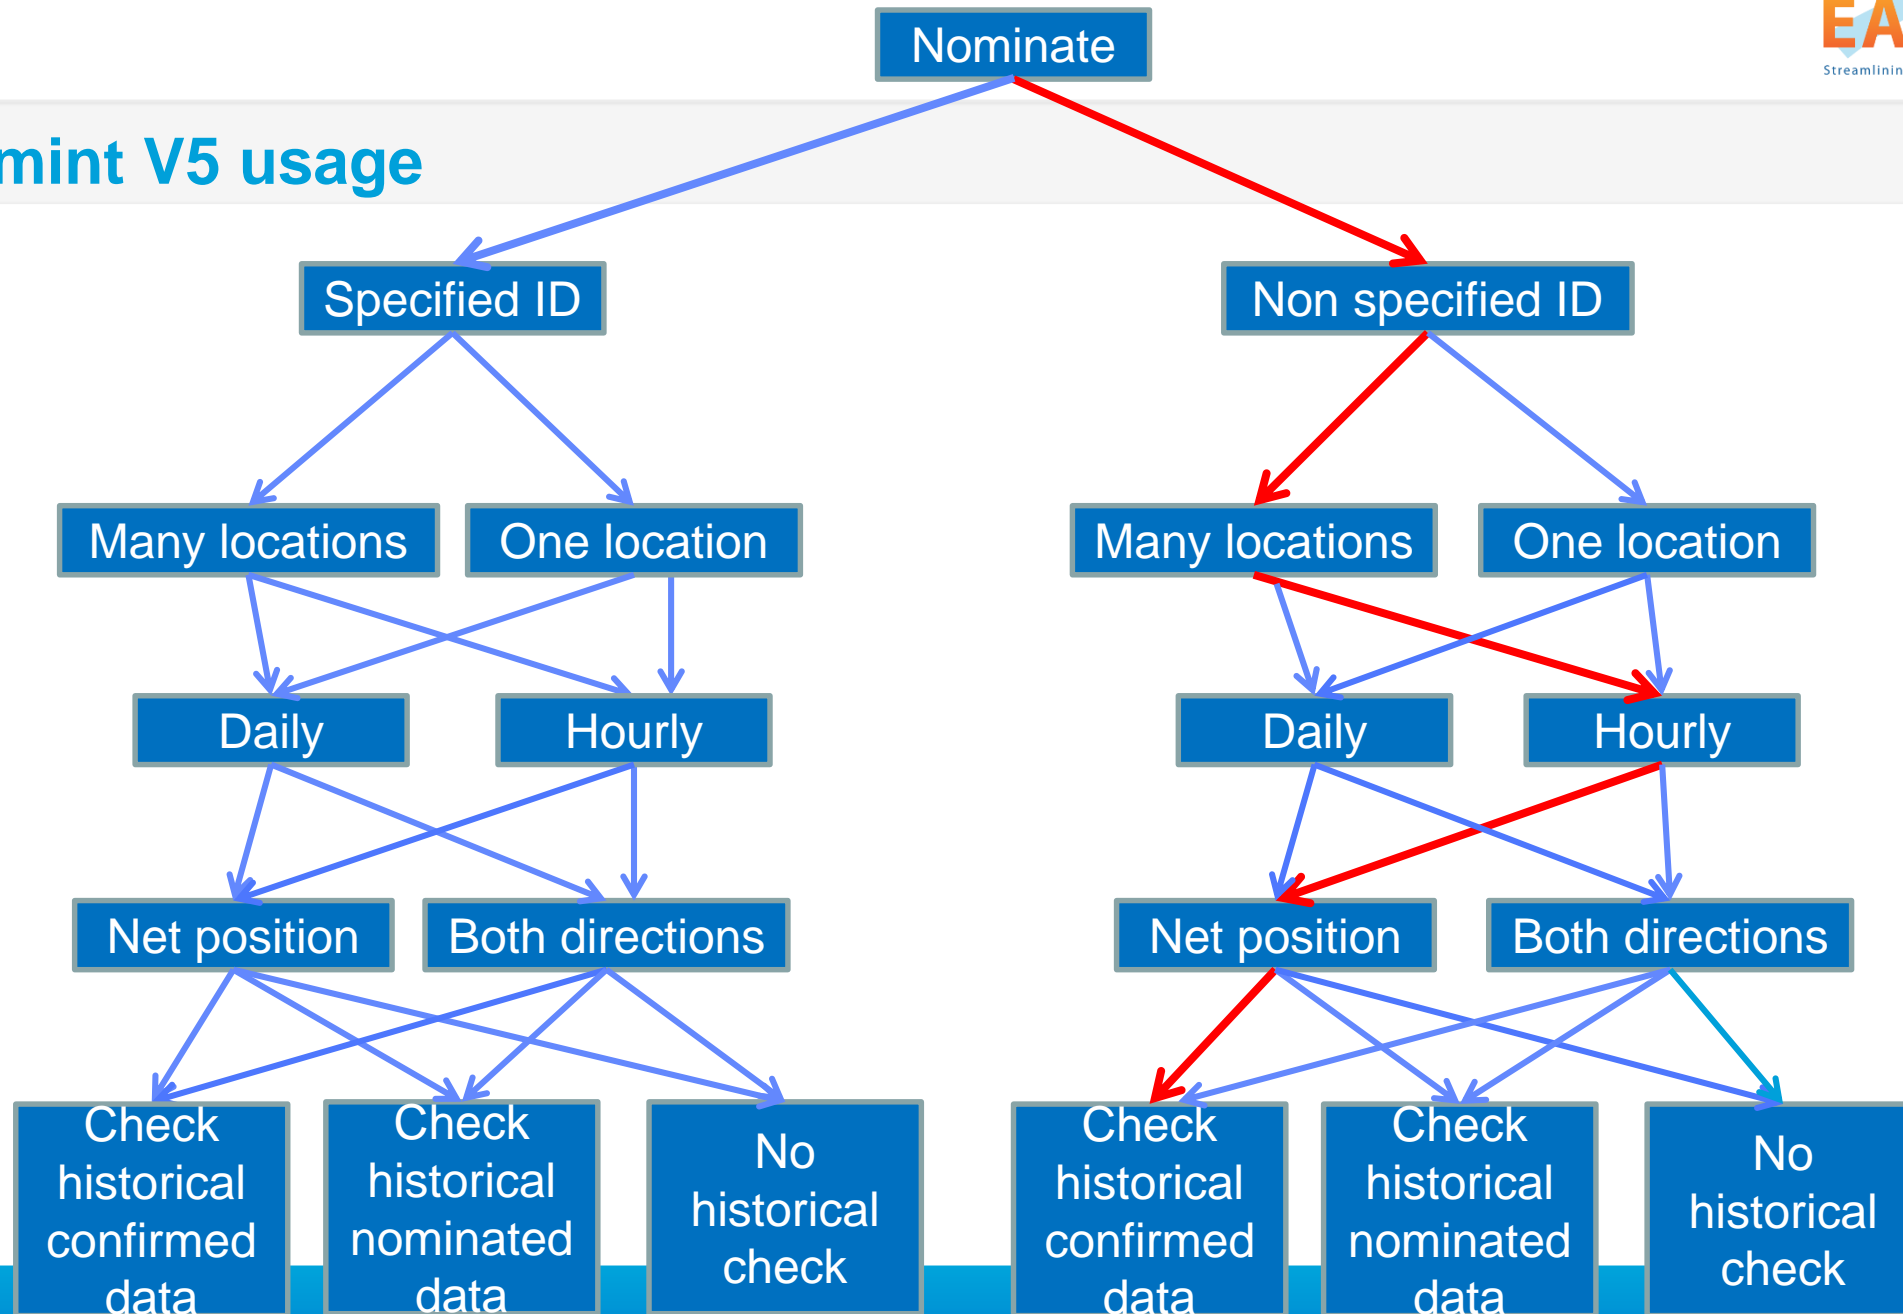 Nominate
EA
Streamlinin
mint V5 usage
Specified ID
Non specified ID
Many locations
One location
Many locations
One location
Daily
Hourly
Daily
Hourly
Net position
Both directions
Net position
Both directions
Check
historical
confirmed
data
Check
historical
nominated
data
No
historical
check
Check
historical
confirmed
data
Check
historical
nominated
data
No
historical
check